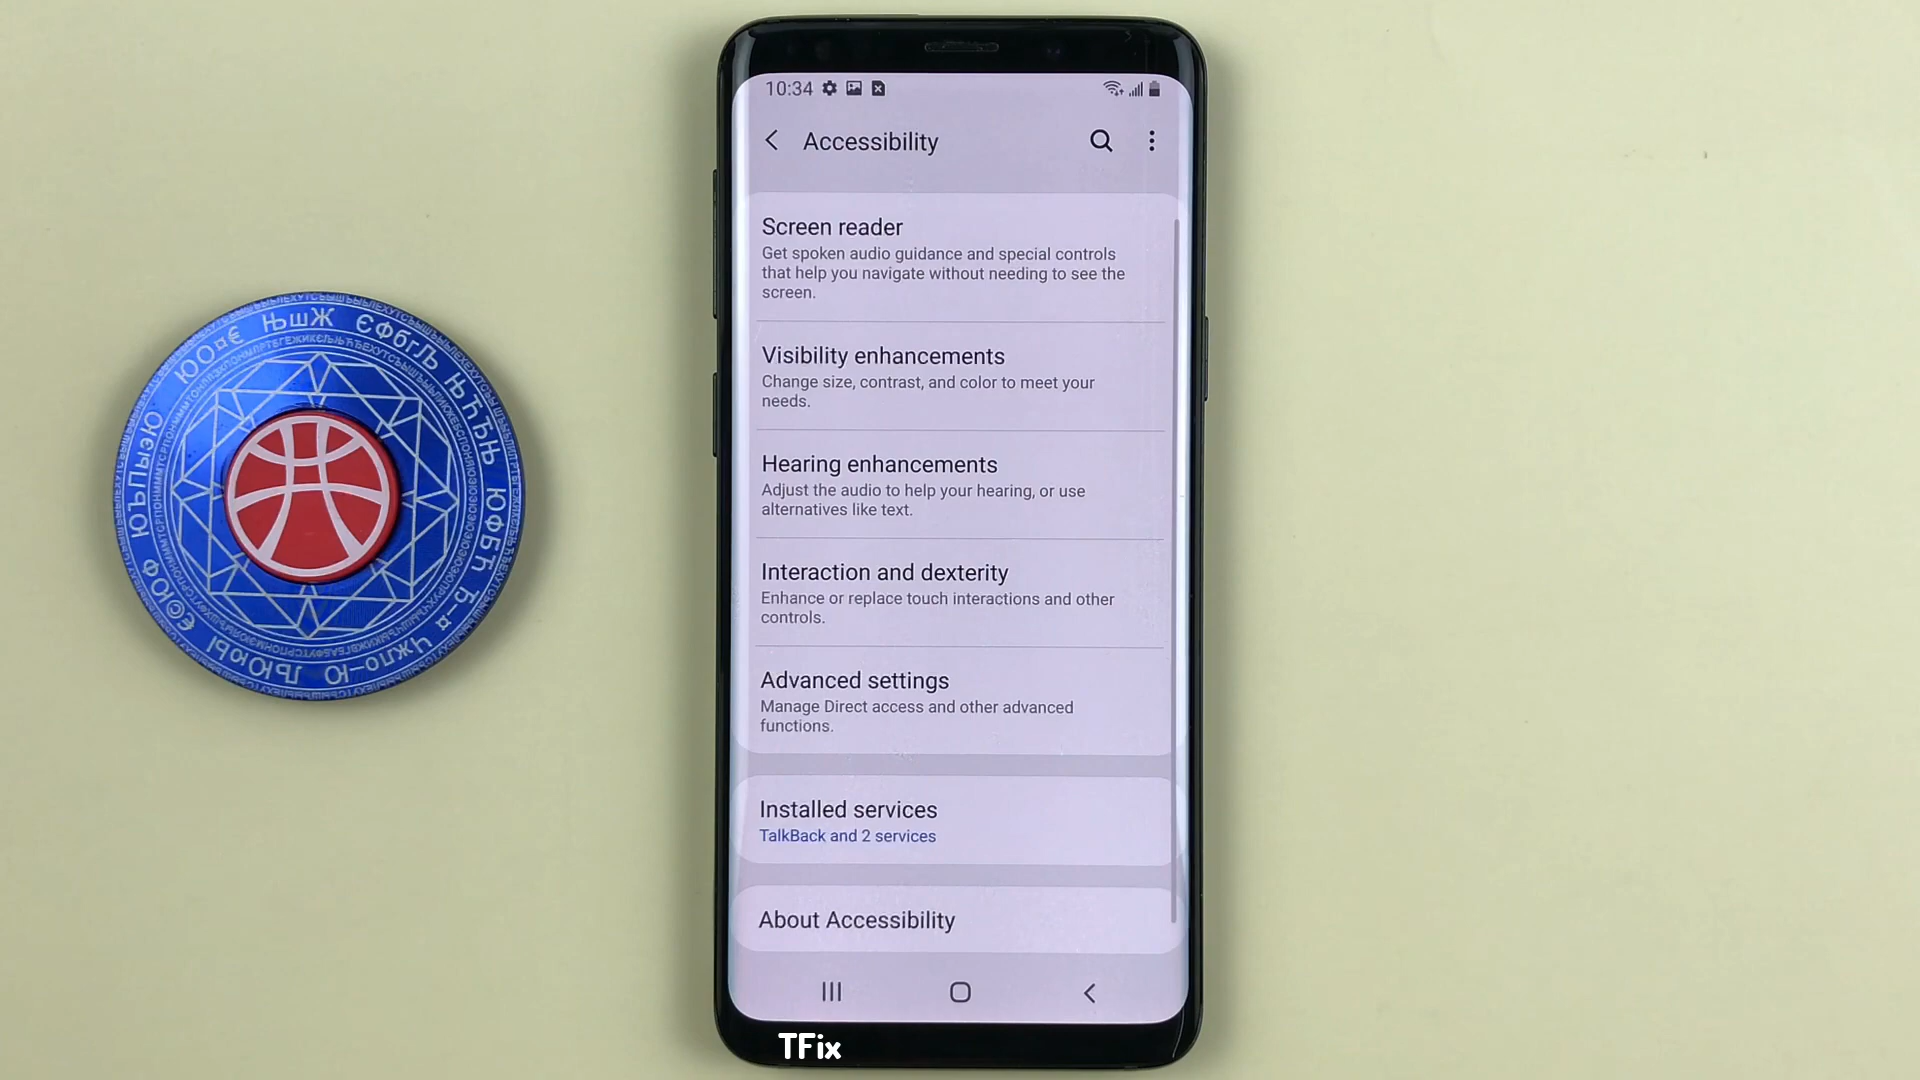 10:34
Accessibility
Screen reader
Get spoken audio guidance and special controls
that help you navigate without needing to see the
screen.
Visibility enhancements
Change size, contrast, and color to meet your
needs.
Hearing enhancements
Adjust the audio to help your hearing, or use
alternatives like text.
Interaction and dexterity
Enhance or replace touch interactions and other
controls.
Advanced settings
Manage Direct access and other advanced
functions.
Installed services
TalkBack and 2 services
About Accessibility
TFix
ЊшЖ
ЄФбгЉ